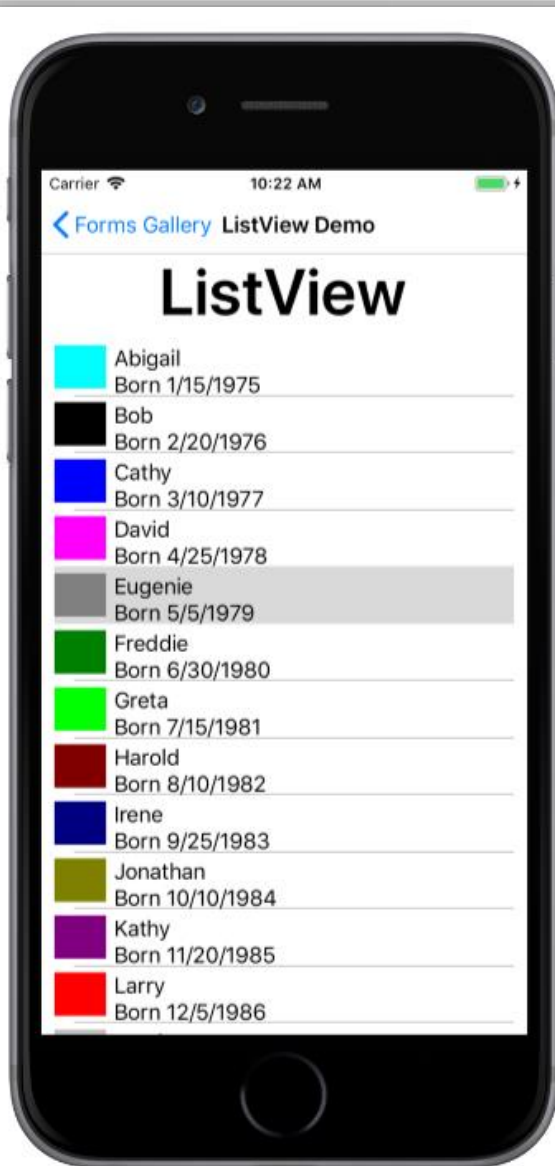 Carrier 10:22 AM
Forms Gallery ListView Demo
ListView
Abigail
Born 1/15/1975
Bob
Born 2/20/1976
Cathy
Born 3/10/1977
David
Born 4/25/1978
Eugenie
Born 5/5/1979
Freddie
Born 6/30/1980
Greta
Born 7/15/1981
Harold
Born 8/10/1982
Irene
Born 9/25/1983
Jonathan
Born 10/10/1984
Kathy
Born 11/20/1985
Larry
Born 12/5/1986